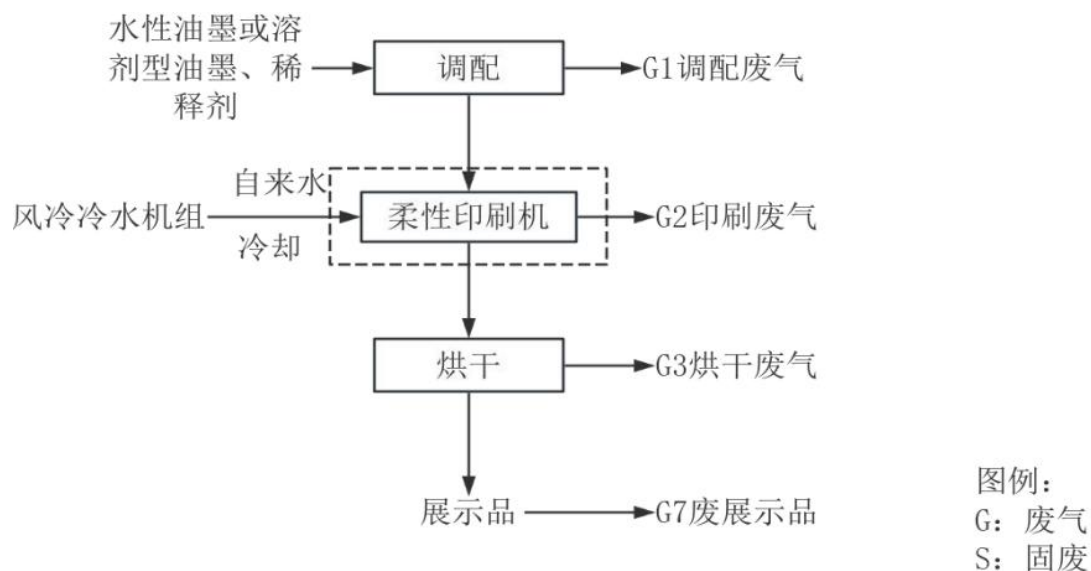 水性油墨或溶
剂型油墨、稀
释剂
调配
G1调配废气
自来水
风冷冷水机组
柔性印刷机
G2印刷废气
冷却
烘干
G3烘干废气
展示品
G7废展示品
图例:
G: 废气
S: 固废